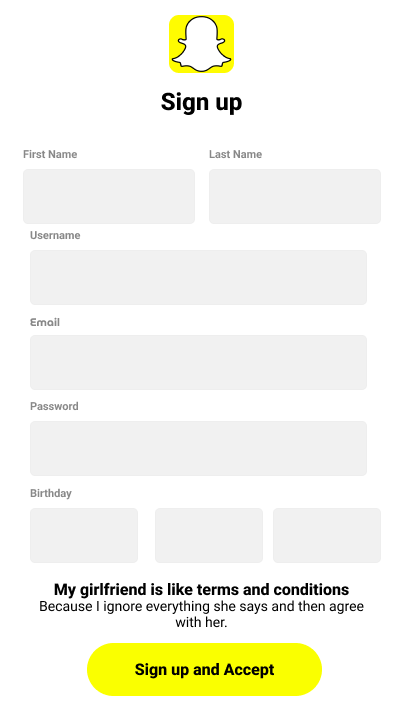 Sign up
First Name Last Name
Username
Email
Password
Birthday
My girlfriend is like terms and conditions
Because I ignore everything she says and then agree
with her.
Sign up and Accept